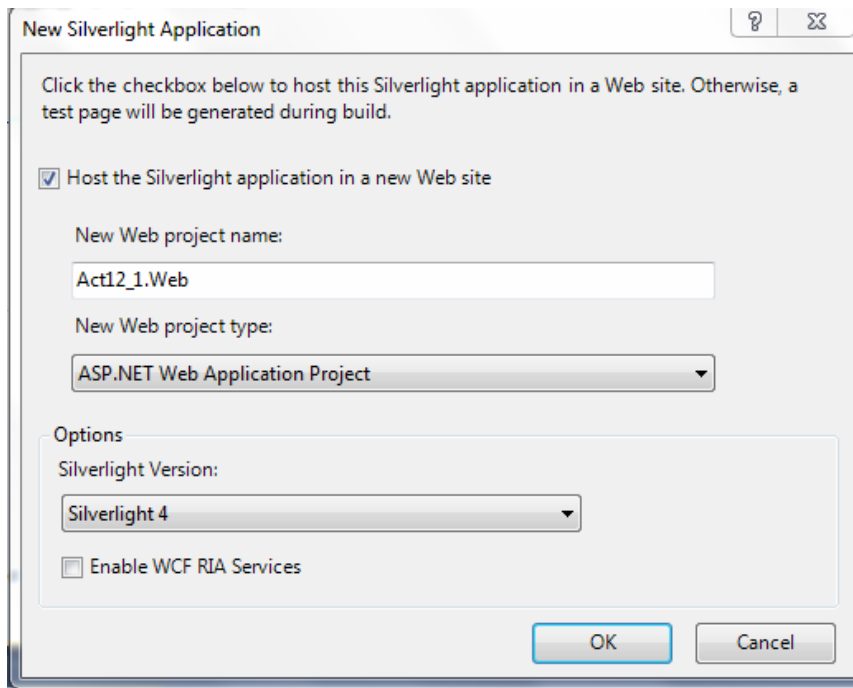 New Silverlight Application
Click the checkbox below to host this Silverlight application in a Web site. Otherwise, a
test page will be generated during build.
Host the Silverlight application in a new Web site
New Web project name:
Act12_1.Web
New Web project type:
ASP.NET Web Application Project
Options
Silverlight Version:
Silverlight 4
Enable WCF RIA Services
OK Cancel